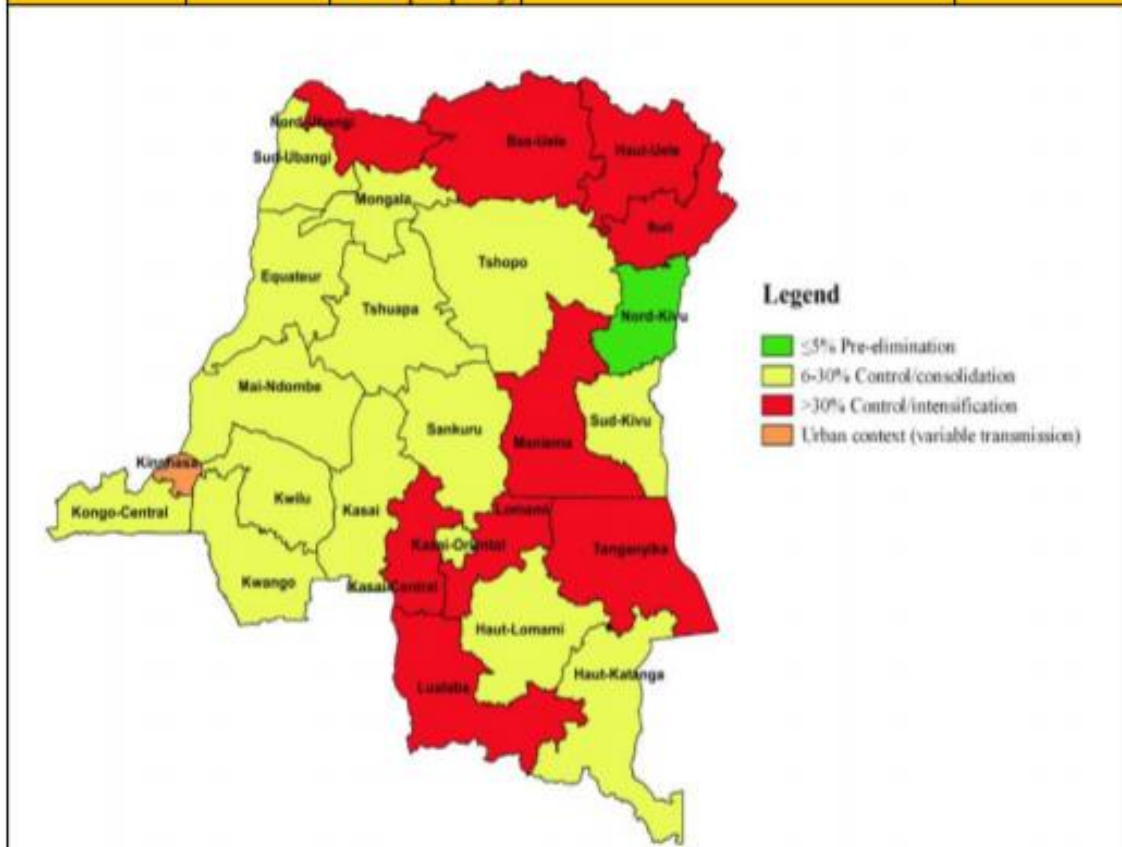 Nord-Ubangi
Bas-Uele
Haut-Uele
Sud-Ubangi
Mongala
Ituri
Tshopo
Equateur
Tshuapa
Nord-Kivu
Legend
≤5% Pre-elimination
6-30% Control/consolidation
>30% Control/intensification
Urban context (variable transmission)
Mai-Ndombe
Sankuru
Sud-Kivu
Maniema
Kinshasa
Kwilu
Kasai
Kongo-Central
Lomami
Kasai-Oriental
Tanganyika
Kwango
Kasai-Central
Haut-Lomami
Haut-Katanga
Lualaba